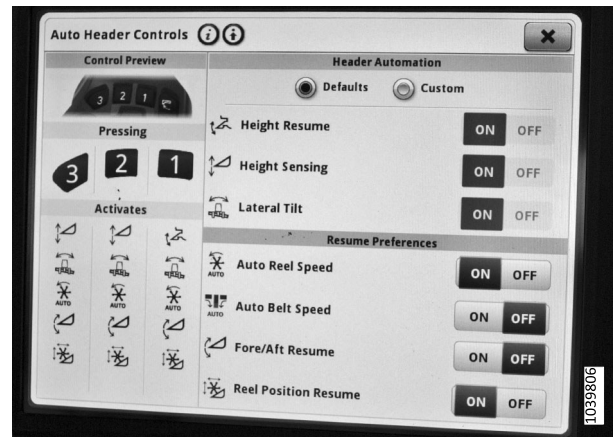 Auto Header Controls
Control Preview
3 2 1
Pressing
3 2 1
Activates
AUTO AUTO AUTO
Header Automation
Defaults Custom
Height Resume ON OFF
Height Sensing ON OFF
Lateral Tilt ON OFF
Resume Preferences
AUTO Auto Reel Speed ON OFF
AUTO Auto Belt Speed ON OFF
Fore/Aft Resume ON OFF
Reel Position Resume ON OFF
1039806